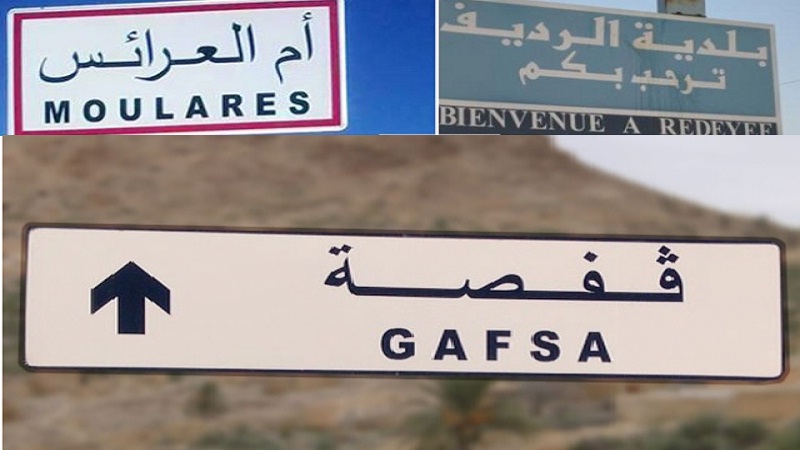 أم العرائس
MOULARES
بلدية الرديف
ترحب بكم
BIENVENUE A REDEYEF
ڨفصة
GAFSA